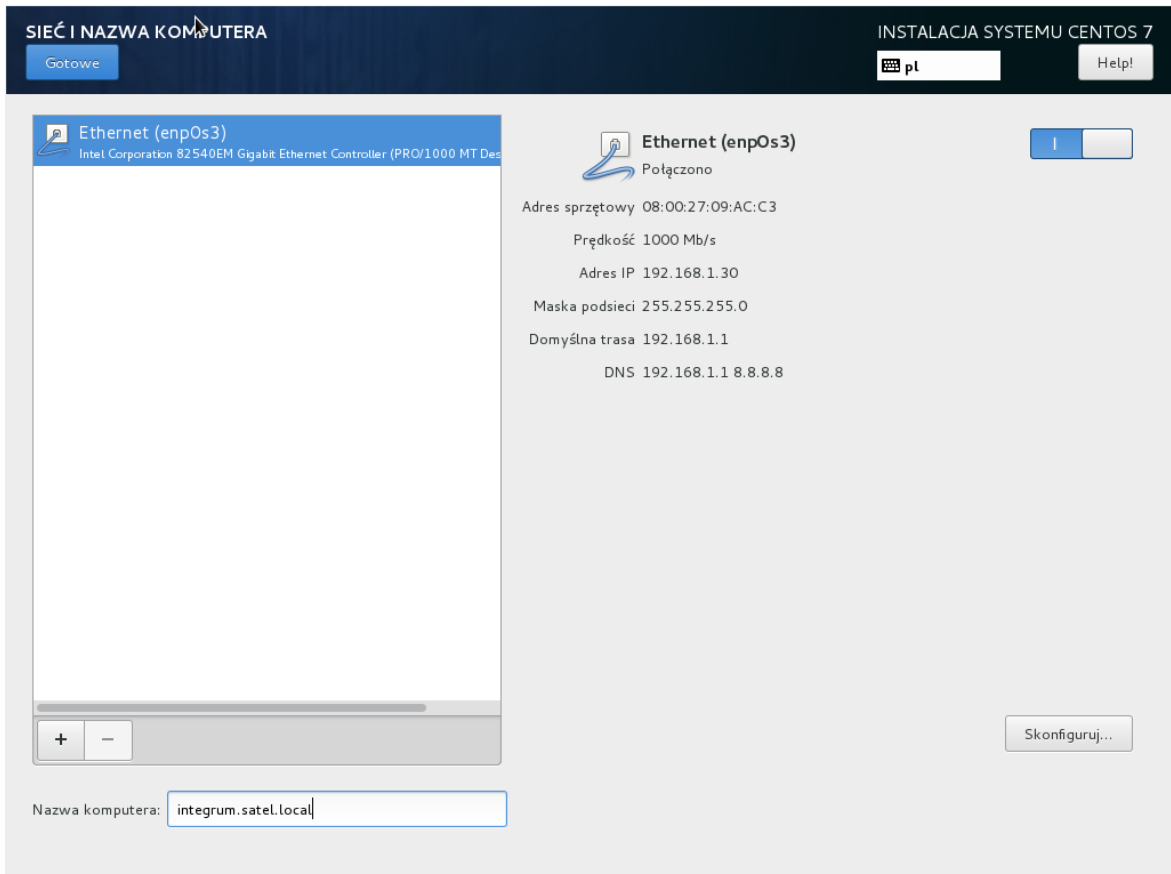 SIEĆ I NAZWA KOMPUTERA
INSTALACJA SYSTEMU CENTOS 7
Gotowe
pl
Help!
Ethernet (enp0s3)
Intel Corporation 82540EM Gigabit Ethernet Controller (PRO/1000 MT Des
Ethernet (enp0s3)
Połączono
Adres sprzętowy 08:00:27:09:AC:C3
Prędkość 1000 Mb/s
Adres IP 192.168.1.30
Maska podsieci 255.255.255.0
Domyślna trasa 192.168.1.1
DNS 192.168.1.1 8.8.8.8
+ −
Skonfiguruj...
Nazwa komputera: integrum.satel.local